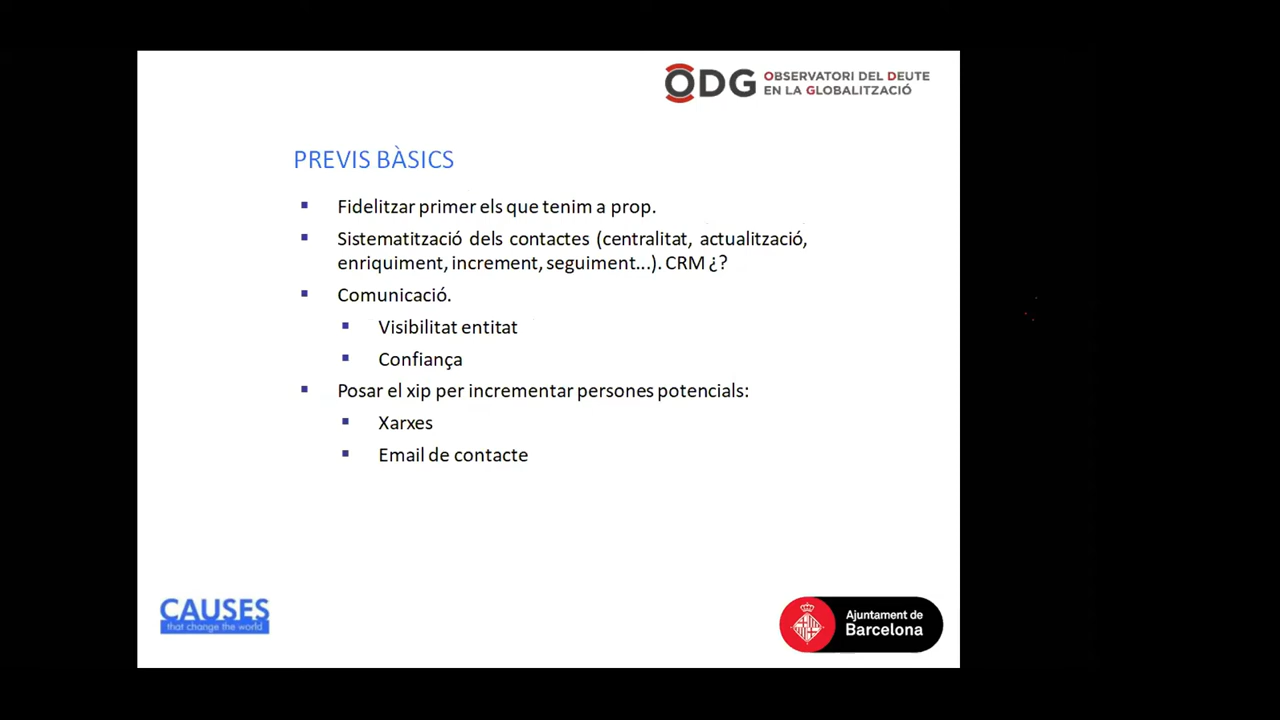 ODG OBSERVATORI DEL DEUTE
EN LA GLOBALITZACIÓ
PREVIS BÀSICS
Fidelitzar primer els que tenim a prop.
Sistematització dels contactes (centralitat, actualització,
enriquiment, increment, seguiment...). CRM ¿?
Comunicació.
Visibilitat entitat
Confiança
Posar el xip per incrementar persones potencials:
Xarxes
Email de contacte
CAUSES
that change the world
Ajuntament de
Barcelona